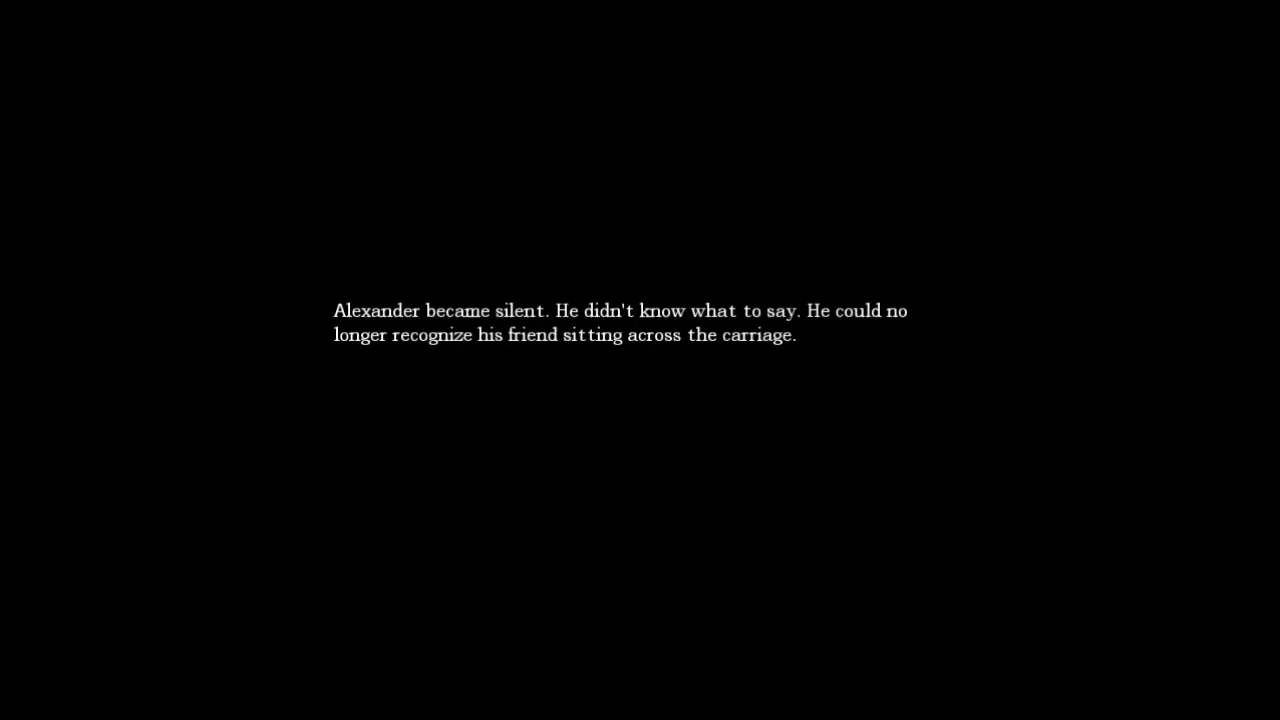 Alexander became silent. He didn't know what to say. He could no
longer recognize his friend sitting across the carriage.